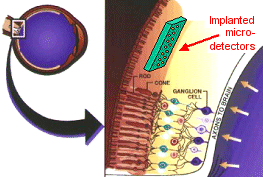 Implanted
micro-
detectors
ROD
CONE
GANGLION
CELL
AXONS TO BRAIN